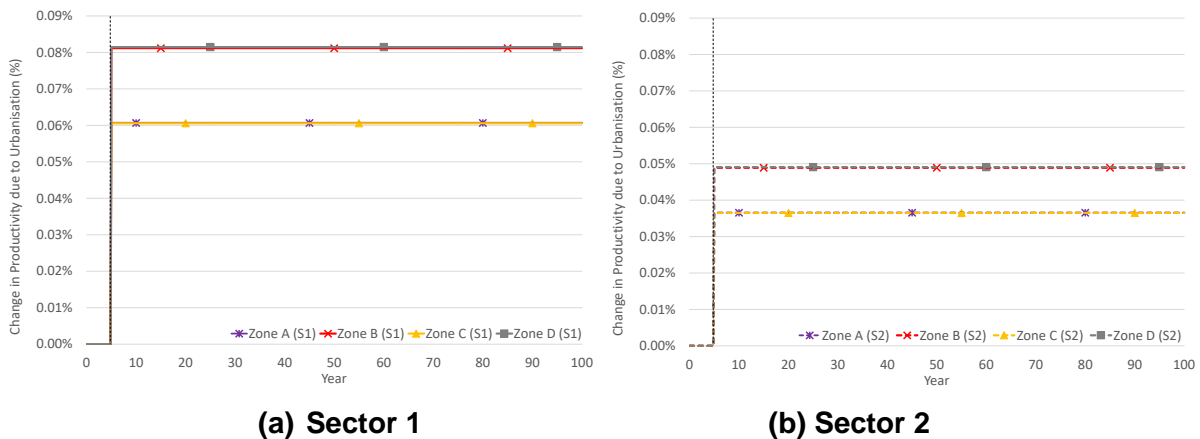 Change in Productivity due to Urbanisation (%)
0.09%
0.08%
0.07%
0.06%
0.05%
0.04%
0.03%
0.02%
0.01%
0.00%
Zone A (S1) Zone B (S1) Zone C (S1) Zone D (S1)
0 10 20 30 40 50 60 70 80 90 100
Year
(a) Sector 1
Change in Productivity due to Urbanisation (%)
0.09%
0.08%
0.07%
0.06%
0.05%
0.04%
0.03%
0.02%
0.01%
0.00%
Zone A (S2) Zone B (S2) Zone C (S2) Zone D (S2)
0 10 20 30 40 50 60 70 80 90 100
Year
(b) Sector 2